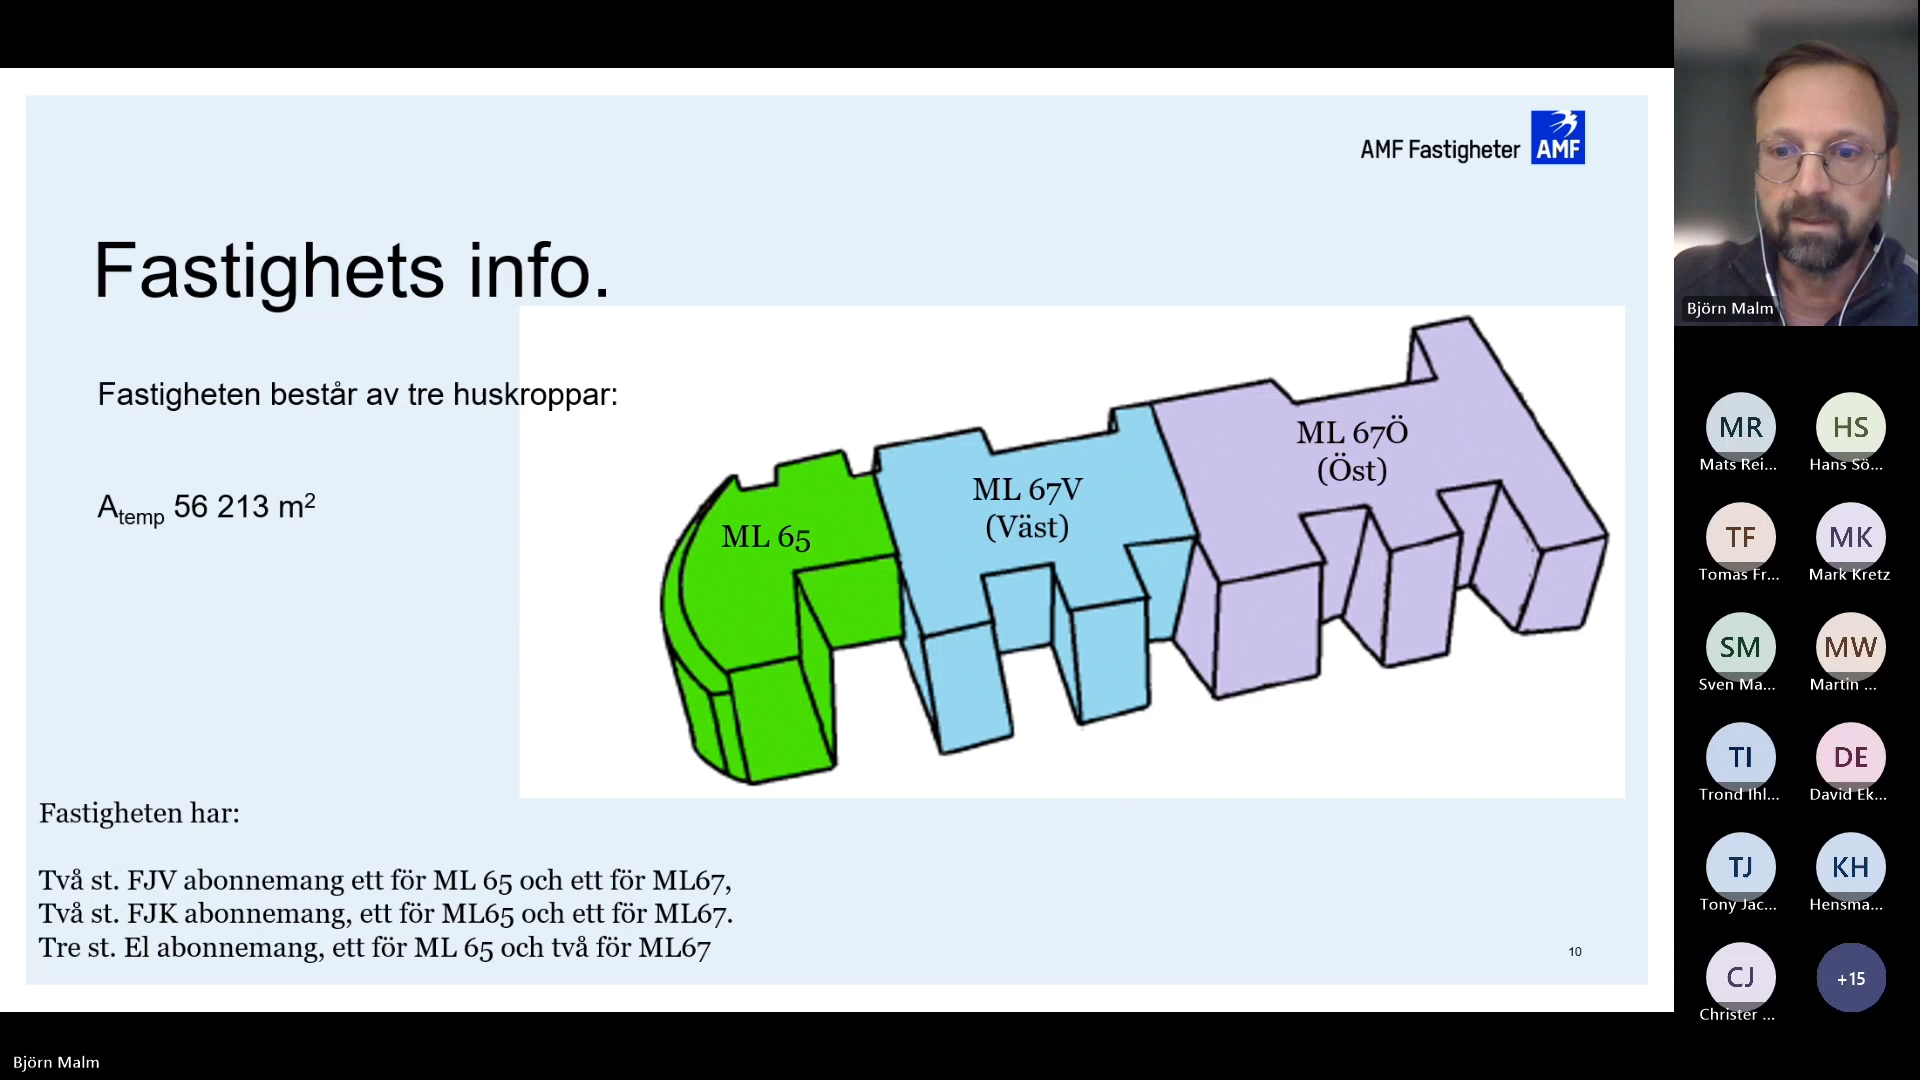 AMF Fastigheter
AMF
Fastighets info.
Fastigheten består av tre huskroppar:
Atemp 56 213 m2
ML 65
ML 67V
(Väst)
ML 67Ö
(Öst)
Fastigheten har:
Två st. FJV abonnemang ett för ML 65 och ett för ML67,
Två st. FJK abonnemang, ett för ML65 och ett för ML67.
Tre st. El abonnemang, ett för ML 65 och två för ML67
10
Björn Malm
MR
HS
Mats Rei...
Hans Sö...
TF
MK
Tomas Fr...
Mark Kretz
SM
MW
Sven Ma...
Martin ...
TI
DE
Trond Ihl...
David Ek...
TJ
KH
Tony Jac...
Hensma...
CJ
+15
Christer ...
Björn Malm